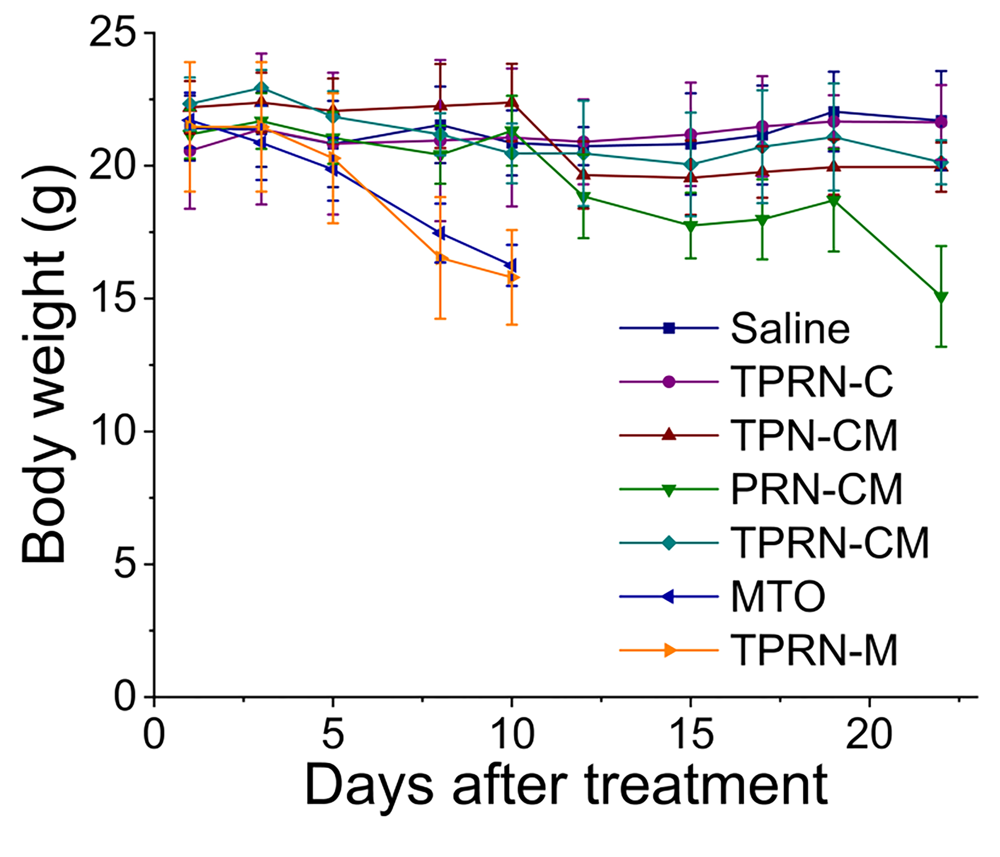 Body weight (g)
25
20
15
10
5
0
Saline
TPRN-C
TPN-CM
PRN-CM
TPRN-CM
MTO
TPRN-M
0 5 10 15 20
Days after treatment